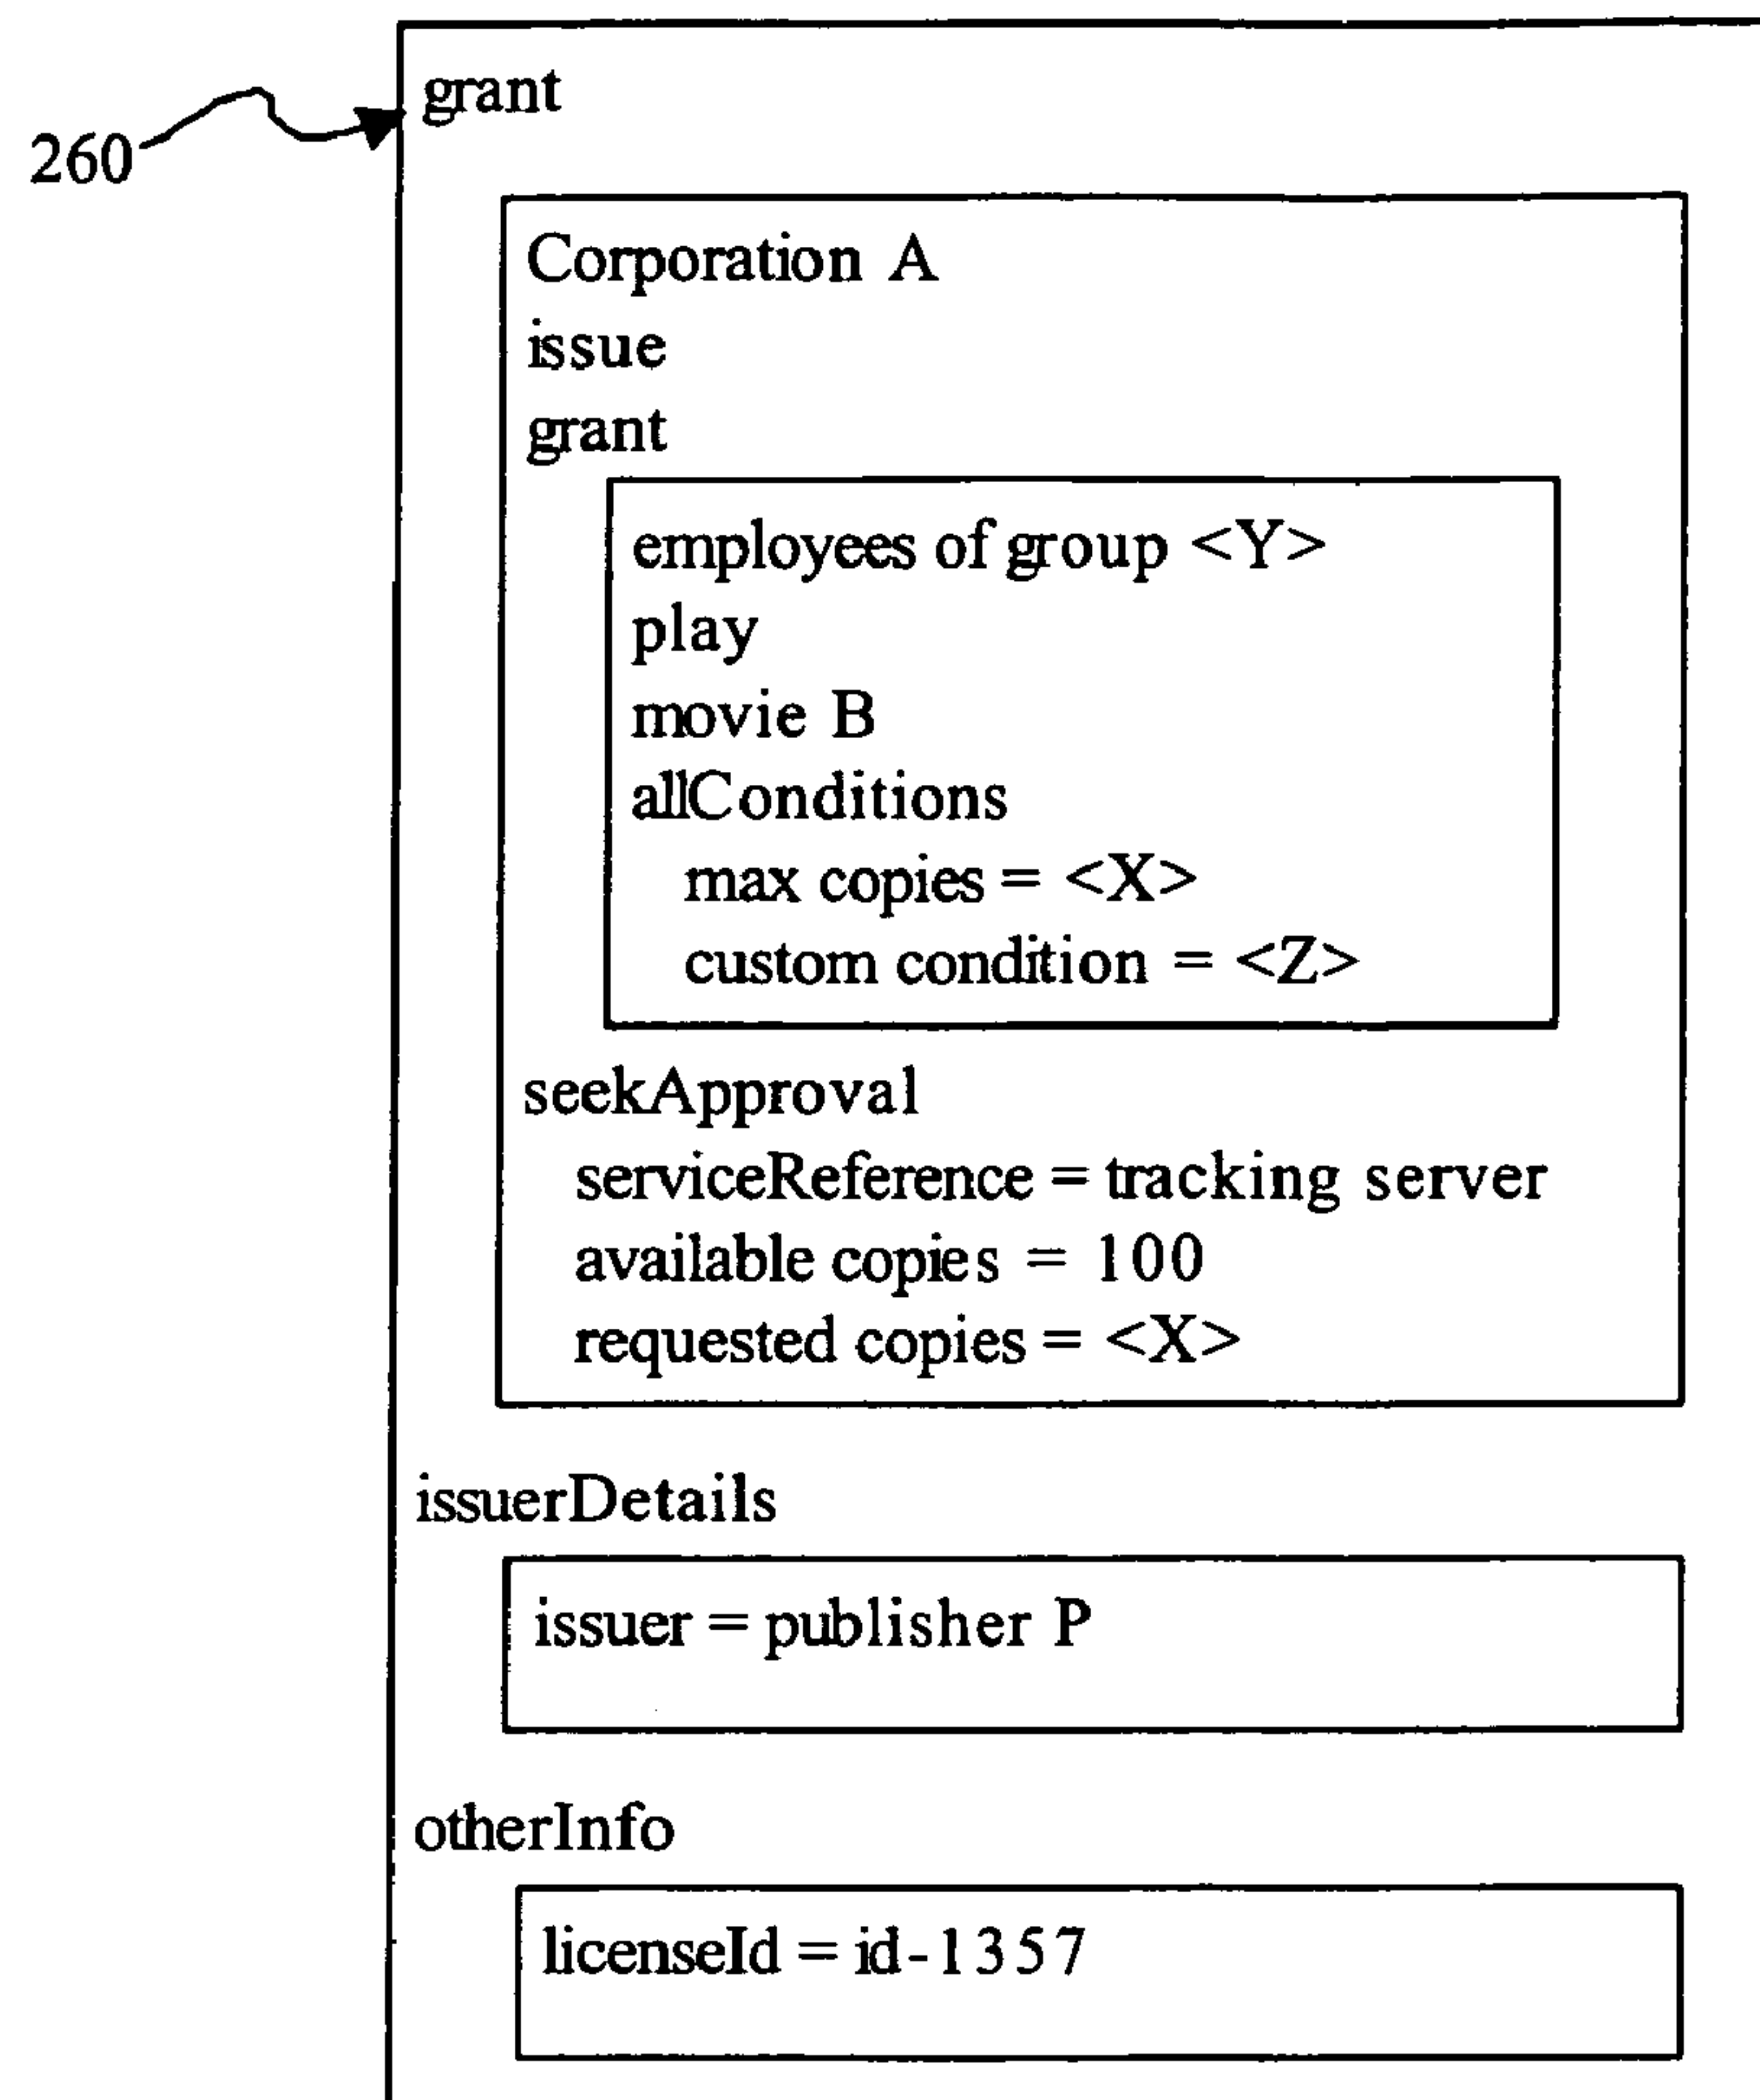 grant
260
Corporation A
issue
grant
employees of group <Y>
play
movie B
allConditions
max copies = <X>
custom condition = <Z>
seekApproval
serviceReference = tracking server
available copies = 100
requested copies = <X>
issuerDetails
issuer = publisher P
otherInfo
licenseId = id-1357